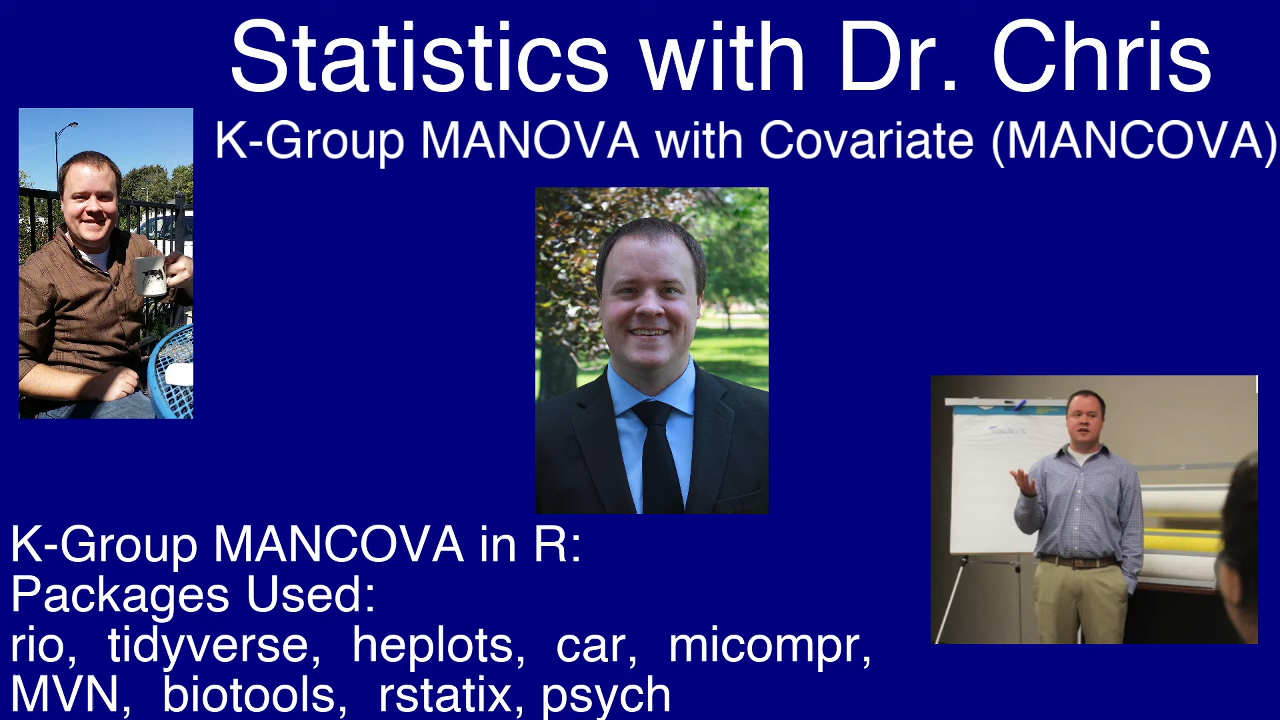 Statistics with Dr. Chris
K-Group MANOVA with Covariate (MANCOVA)
K-Group MANCOVA in R:
Packages Used:
rio, tidyverse, heplots, car, micompr,
MVN, biotools, rstatix, psych